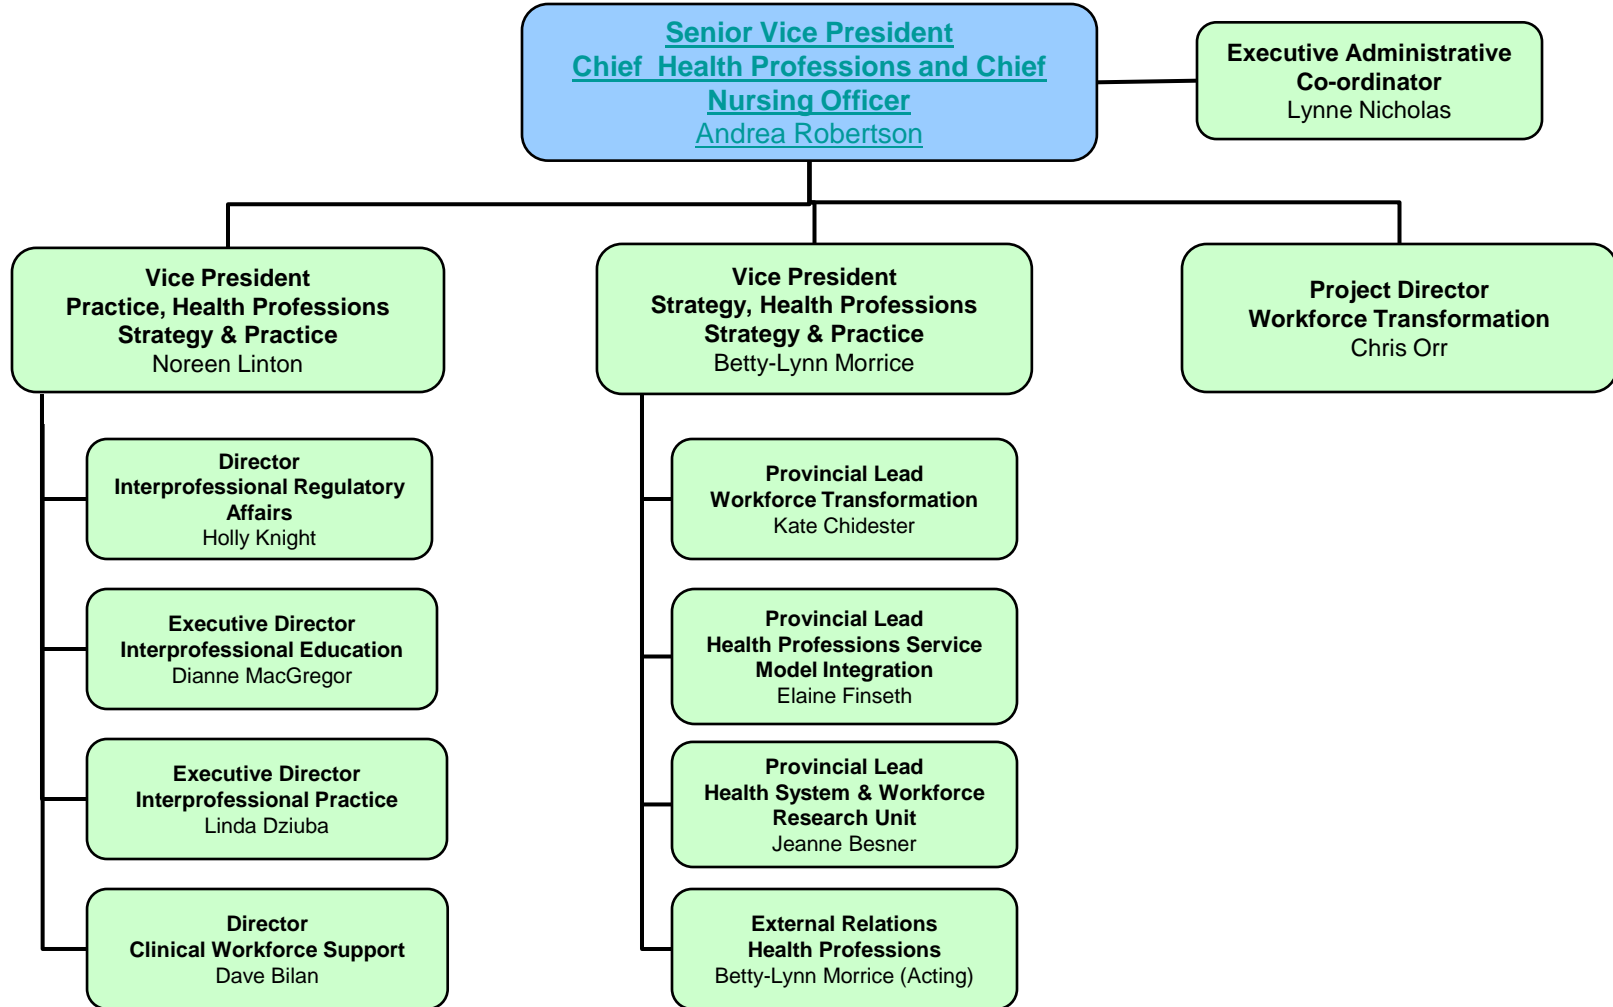 Senior Vice President
Chief Health Professions and Chief
Nursing Officer
Andrea Robertson
Executive Administrative
Co-ordinator
Lynne Nicholas
Vice President
Practice, Health Professions
Strategy & Practice
Noreen Linton
Vice President
Strategy, Health Professions
Strategy & Practice
Betty-Lynn Morrice
Project Director
Workforce Transformation
Chris Orr
Director
Interprofessional Regulatory
Affairs
Holly Knight
Executive Director
Interprofessional Education
Dianne MacGregor
Executive Director
Interprofessional Practice
Linda Dziuba
Director
Clinical Workforce Support
Dave Bilan
Provincial Lead
Workforce Transformation
Kate Chidester
Provincial Lead
Health Professions Service
Model Integration
Elaine Finseth
Provincial Lead
Health System & Workforce
Research Unit
Jeanne Besner
External Relations
Health Professions
Betty-Lynn Morrice (Acting)